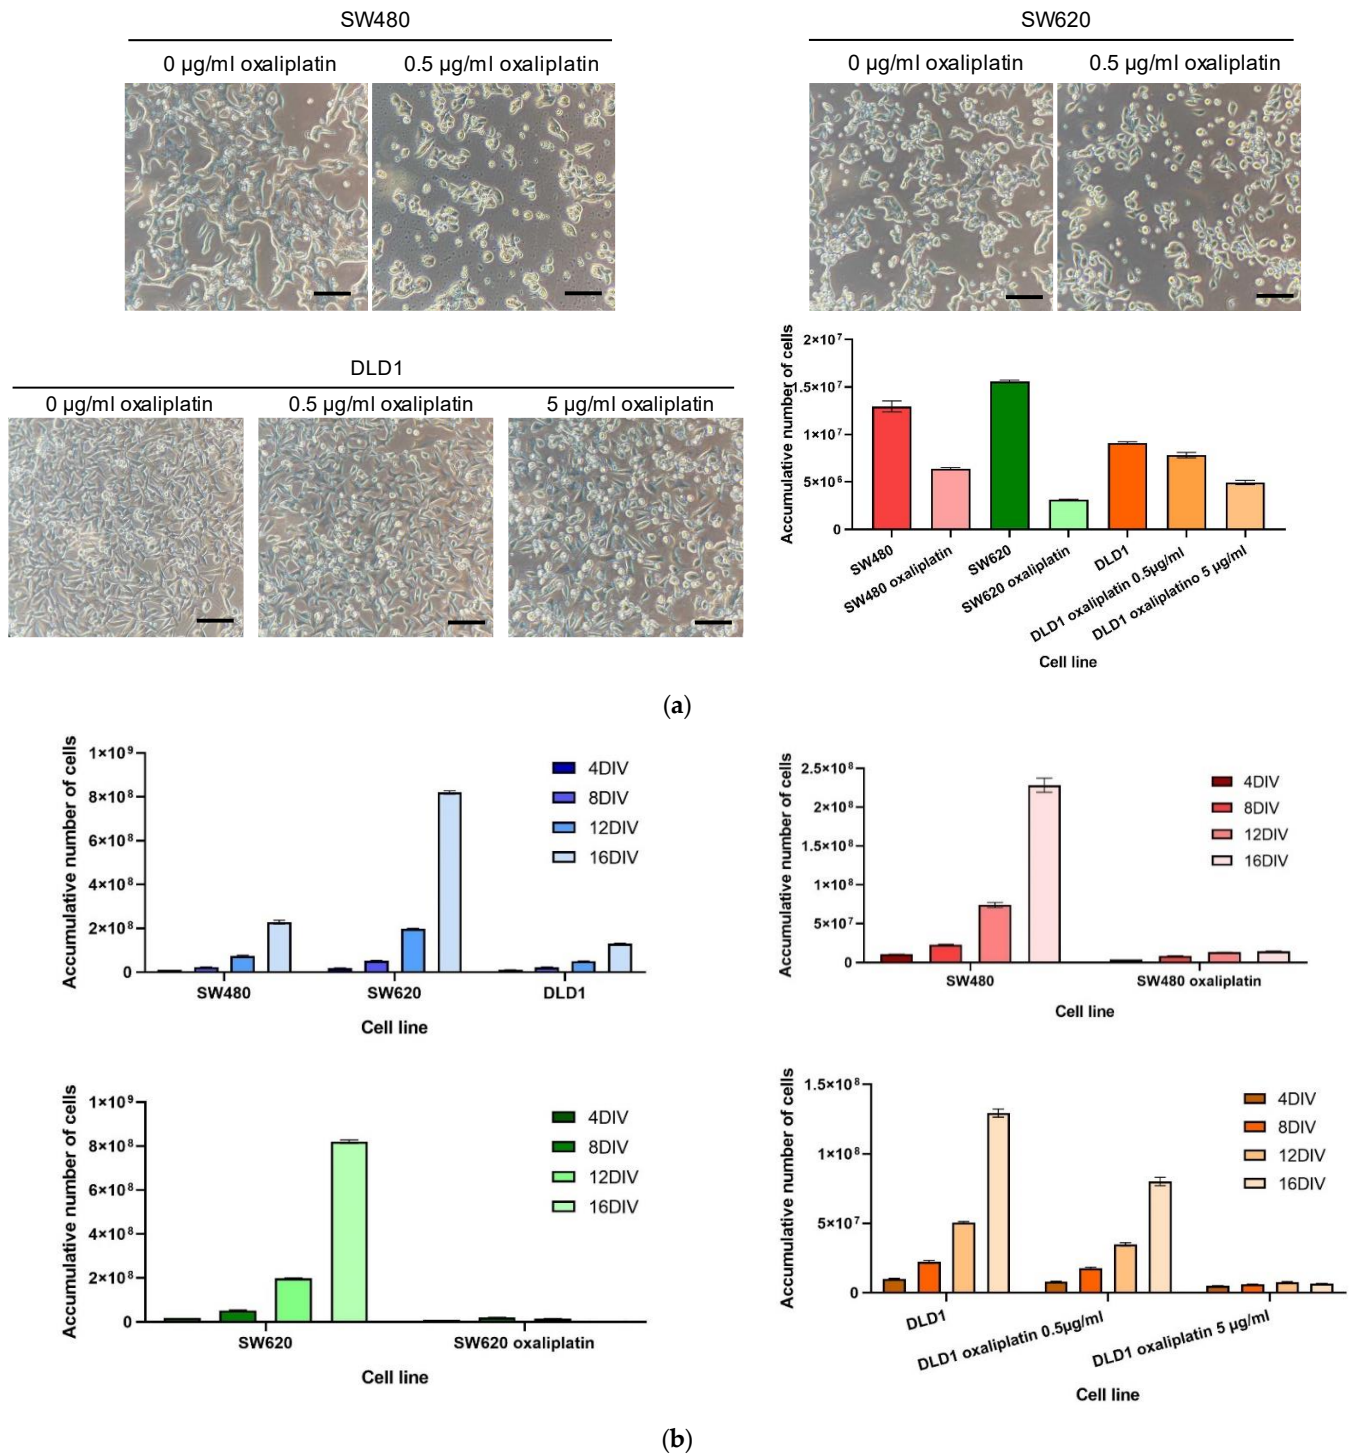 SW480
0 µg/ml oxaliplatin
0.5 µg/ml oxaliplatin
SW620
0 µg/ml oxaliplatin
0.5 µg/ml oxaliplatin
DLD1
0 µg/ml oxaliplatin
0.5 µg/ml oxaliplatin
5 µg/ml oxaliplatin
Accumulative number of cells
2×10⁷
1.5×10⁷
1×10⁷
5×10⁶
0
SW480
SW480 oxaliplatin
SW620
SW620 oxaliplatin
DLD1
DLD1 oxaliplatin 0.5µg/ml
DLD1 oxaliplatino 5 µg/ml
Cell line
(a)
Accumulative number of cells
1×10⁹
8×10⁸
6×10⁸
4×10⁸
2×10⁸
0
4DIV
8DIV
12DIV
16DIV
SW480
SW620
DLD1
Cell line
Accumulative number of cells
2.5×10⁸
2×10⁸
1.5×10⁸
1×10⁸
5×10⁷
0
4DIV
8DIV
12DIV
16DIV
SW480
SW480 oxaliplatin
Cell line
Accumulative number of cells
1×10⁹
8×10⁸
6×10⁸
4×10⁸
2×10⁸
0
4DIV
8DIV
12DIV
16DIV
SW620
SW620 oxaliplatin
Cell line
Accumulative number of cells
1.5×10⁸
1×10⁸
5×10⁷
0
4DIV
8DIV
12DIV
16DIV
DLD1
DLD1 oxaliplatin 0.5µg/ml
DLD1 oxaliplatin 5 µg/ml
Cell line
(b)